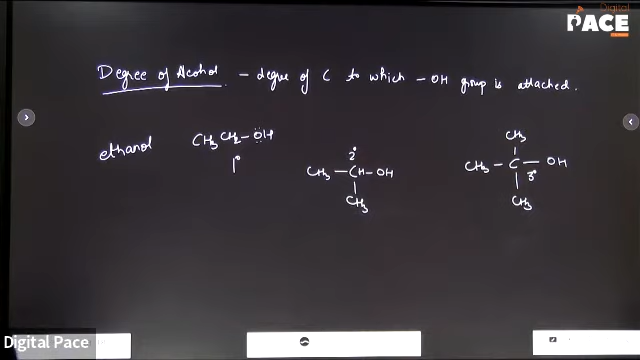 Digital
PACE
Degree of Alcohol - degree of C to which - OH group is attached.
ethanol CH3 CH2 - OH
1°
2°
CH3 - CH - OH
CH3
CH3
CH3 - C - OH
3°
CH3
Digital Pace